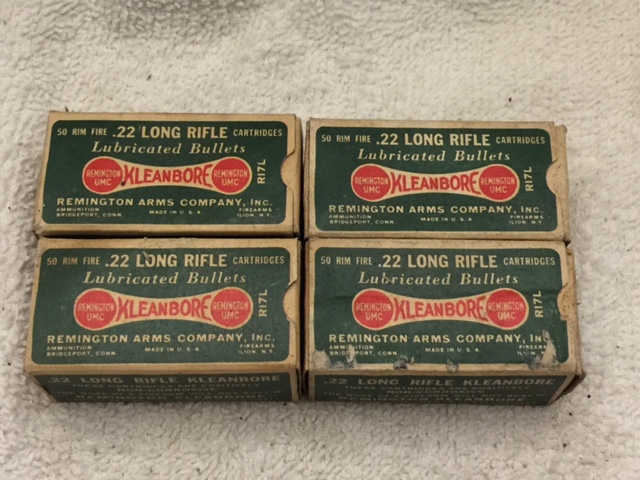 50 RIM FIRE .22 LONG RIFLE CARTRIDGES
Lubricated Bullets
REMINGTON UMC KLEANBORE REMINGTON UMC
R17L
REMINGTON ARMS COMPANY, INC.
AMMUNITION FIREARMS
BRIDGEPORT, CONN. MADE IN U.S.A. ILION, N.Y.
50 RIM FIRE .22 LONG RIFLE CARTRIDGES
Lubricated Bullets
REMINGTON UMC KLEANBORE REMINGTON UMC
R17L
REMINGTON ARMS COMPANY, INC.
AMMUNITION FIREARMS
BRIDGEPORT, CONN. MADE IN U.S.A. ILION, N.Y.
50 RIM FIRE .22 LONG RIFLE CARTRIDGES
Lubricated Bullets
REMINGTON UMC KLEANBORE REMINGTON UMC
R17L
REMINGTON ARMS COMPANY, INC.
AMMUNITION FIREARMS
BRIDGEPORT, CONN. MADE IN U.S.A. ILION, N.Y.
.22 LONG RIFLE KLEANBORE
50 RIM FIRE .22 LONG RIFLE CARTRIDGES
Lubricated Bullets
REMINGTON UMC KLEANBORE REMINGTON UMC
R17L
REMINGTON ARMS COMPANY, INC.
AMMUNITION
MADE IN U.S.A. ILION, N.Y.
.22 LONG RIFLE KLEANBORE